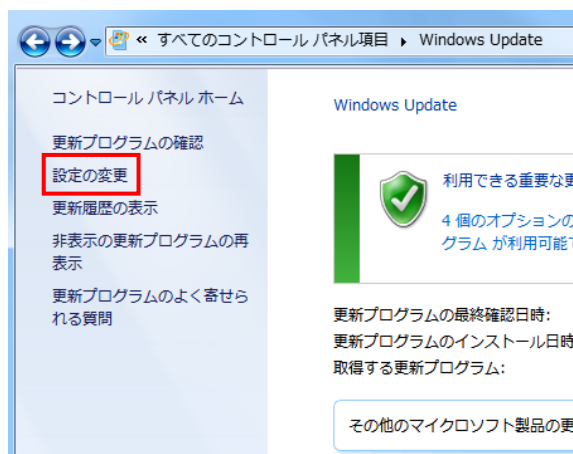 « すべてのコントロール パネル項目 ▸ Windows Update
コントロール パネル ホーム
更新プログラムの確認
設定の変更
更新履歴の表示
非表示の更新プログラムの再
表示
更新プログラムのよく寄せら
れる質問
Windows Update
利用できる重要な更
4 個のオプションの
グラム が利用可能で
更新プログラムの最終確認日時:
更新プログラムのインストール日時
取得する更新プログラム:
その他のマイクロソフト製品の更